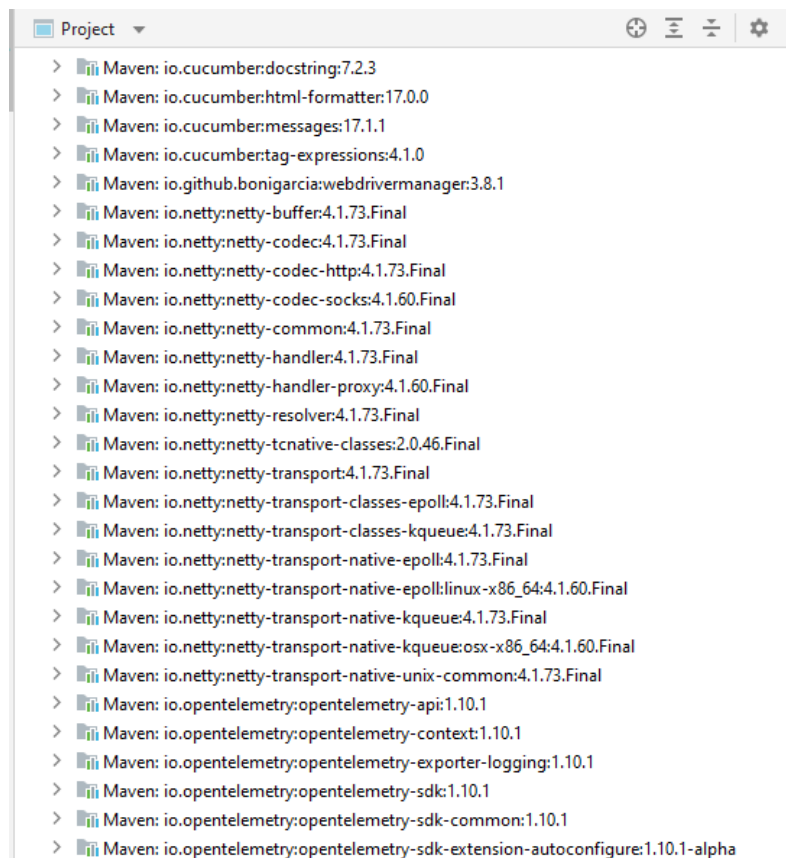 Project
Maven: io.cucumber:docstring:7.2.3
Maven: io.cucumber:html-formatter:17.0.0
Maven: io.cucumber:messages:17.1.1
Maven: io.cucumber:tag-expressions:4.1.0
Maven: io.github.bonigarcia:webdrivermanager:3.8.1
Maven: io.netty:netty-buffer:4.1.73.Final
Maven: io.netty:netty-codec:4.1.73.Final
Maven: io.netty:netty-codec-http:4.1.73.Final
Maven: io.netty:netty-codec-socks:4.1.60.Final
Maven: io.netty:netty-common:4.1.73.Final
Maven: io.netty:netty-handler:4.1.73.Final
Maven: io.netty:netty-handler-proxy:4.1.60.Final
Maven: io.netty:netty-resolver:4.1.73.Final
Maven: io.netty:netty-tcnative-classes:2.0.46.Final
Maven: io.netty:netty-transport:4.1.73.Final
Maven: io.netty:netty-transport-classes-epoll:4.1.73.Final
Maven: io.netty:netty-transport-classes-kqueue:4.1.73.Final
Maven: io.netty:netty-transport-native-epoll:4.1.73.Final
Maven: io.netty:netty-transport-native-epoll:linux-x86_64:4.1.60.Final
Maven: io.netty:netty-transport-native-kqueue:4.1.73.Final
Maven: io.netty:netty-transport-native-kqueue:osx-x86_64:4.1.60.Final
Maven: io.netty:netty-transport-native-unix-common:4.1.73.Final
Maven: io.opentelemetry:opentelemetry-api:1.10.1
Maven: io.opentelemetry:opentelemetry-context:1.10.1
Maven: io.opentelemetry:opentelemetry-exporter-logging:1.10.1
Maven: io.opentelemetry:opentelemetry-sdk:1.10.1
Maven: io.opentelemetry:opentelemetry-sdk-common:1.10.1
Maven: io.opentelemetry:opentelemetry-sdk-extension-autoconfigure:1.10.1-alpha